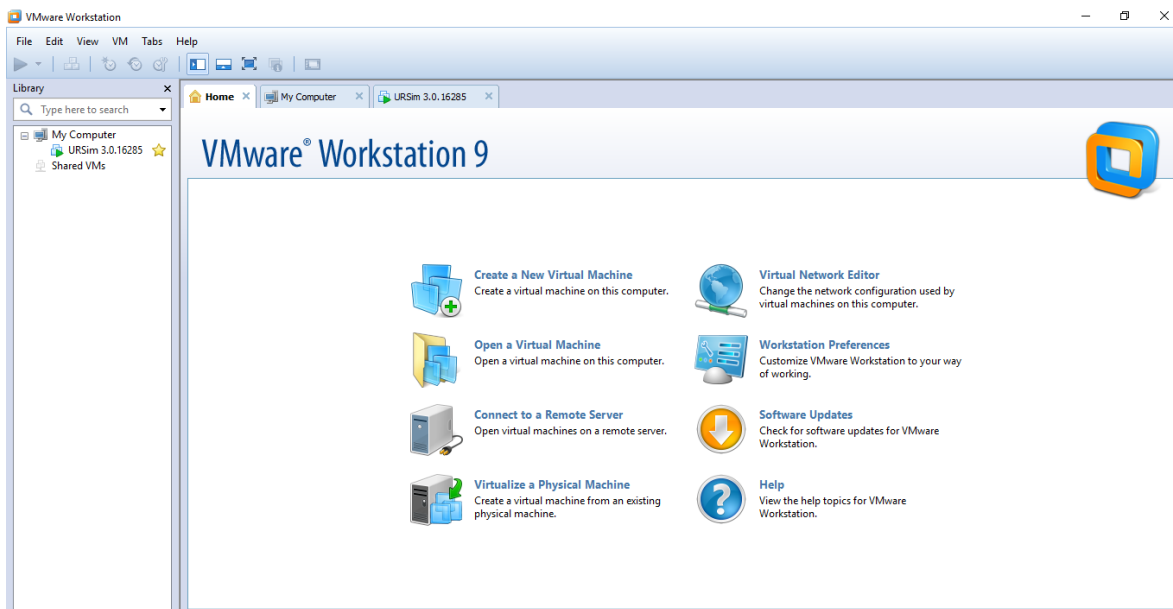 VMware Workstation
File Edit View VM Tabs Help
Library
Home My Computer URSim 3.0.16285
Type here to search
My Computer
URSim 3.0.16285
Shared VMs
VMware® Workstation 9
Create a New Virtual Machine
Create a virtual machine on this computer.
Open a Virtual Machine
Open a virtual machine on this computer.
Connect to a Remote Server
Open virtual machines on a remote server.
Virtualize a Physical Machine
Create a virtual machine from an existing
physical machine.
Virtual Network Editor
Change the network configuration used by
virtual machines on this computer.
Workstation Preferences
Customize VMware Workstation to your way
of working.
Software Updates
Check for software updates for VMware
Workstation.
Help
View the help topics for VMware
Workstation.